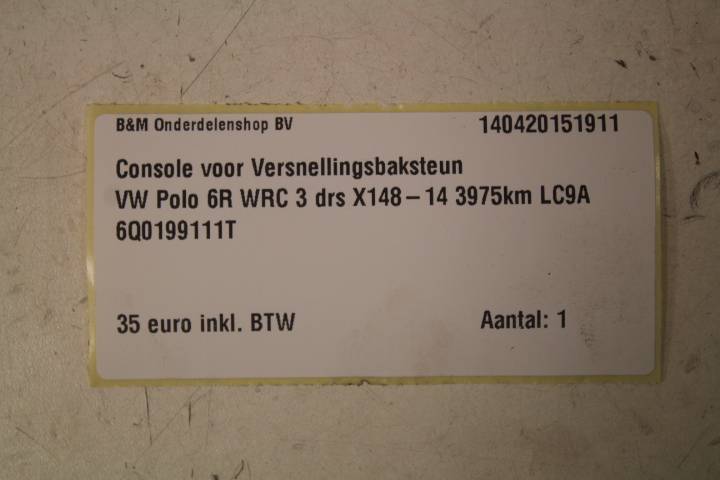 B&M Onderdelenshop BV 140420151911
Console voor Versnellingsbaksteun
VW Polo 6R WRC 3 drs X148-14 3975km LC9A
6Q0199111T
35 euro inkl. BTW Aantal: 1